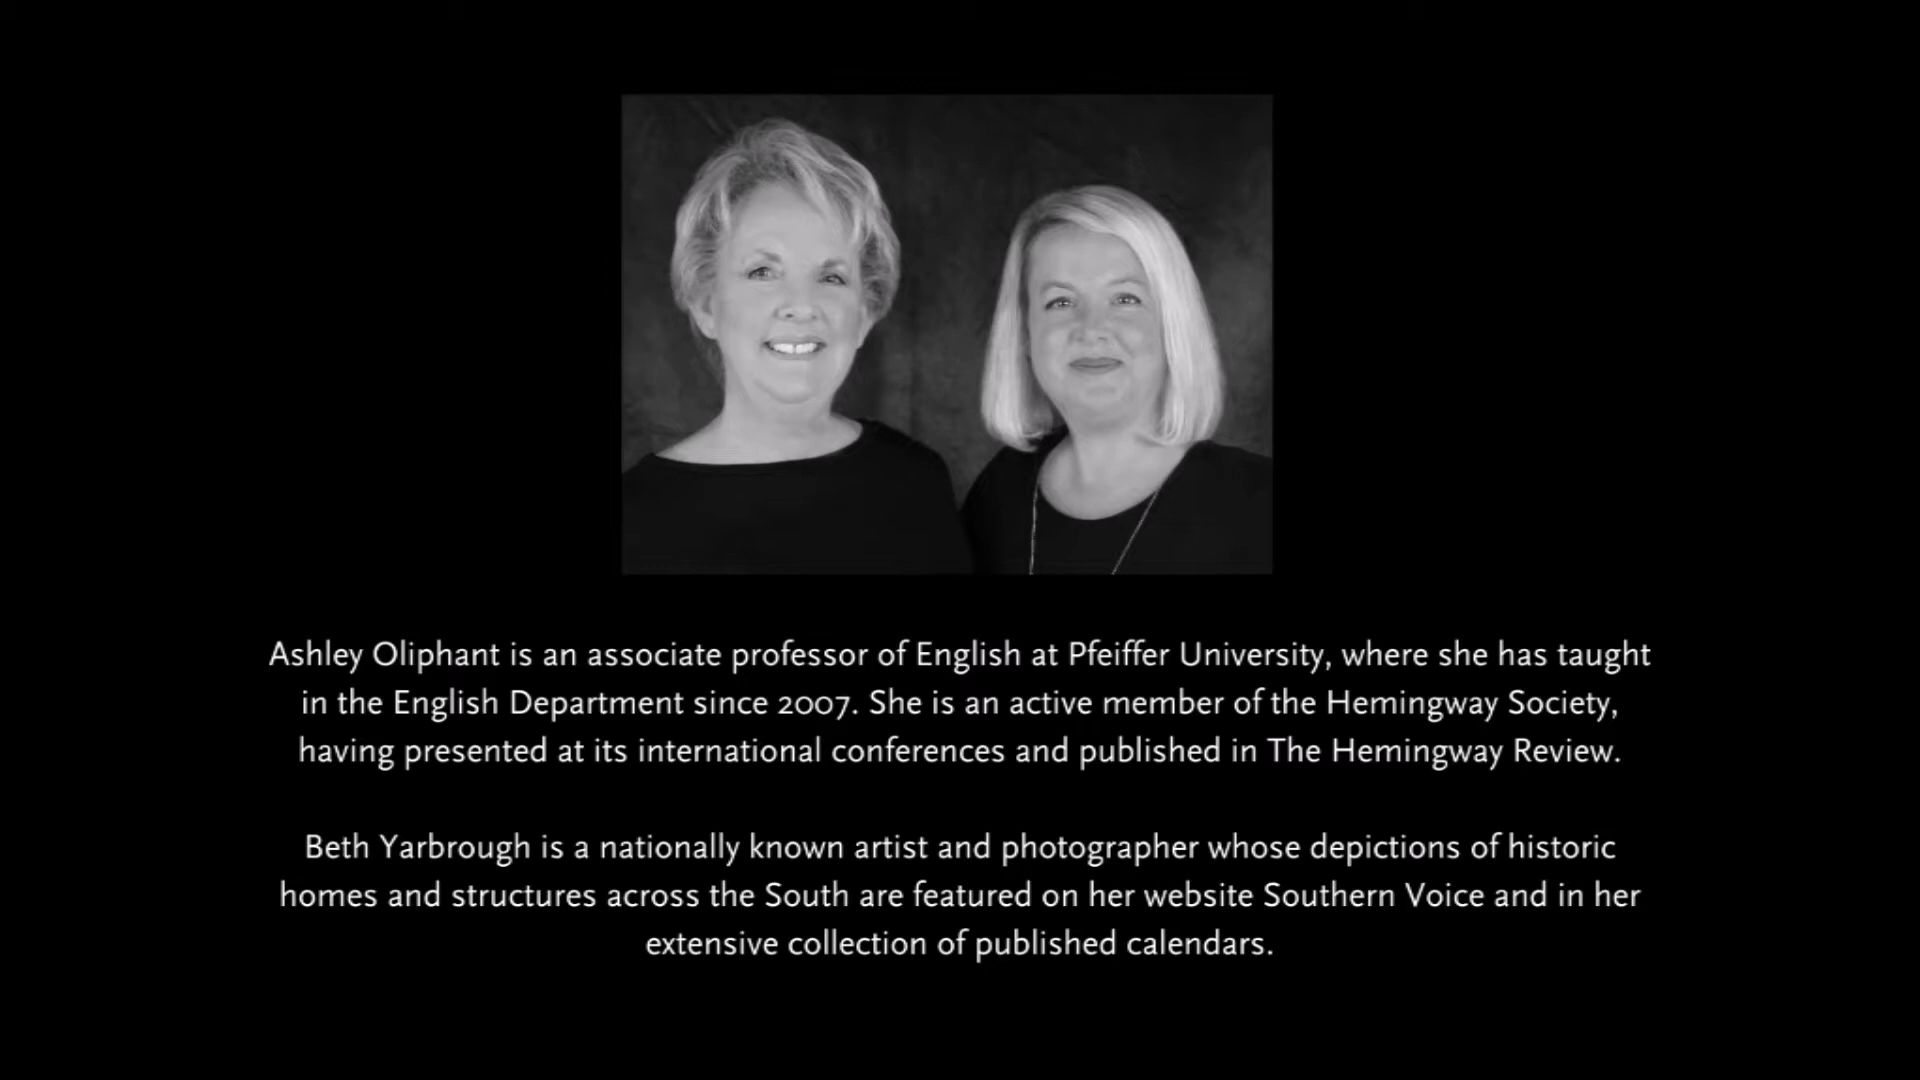 Ashley Oliphant is an associate professor of English at Pfeiffer University, where she has taught
in the English Department since 2007. She is an active member of the Hemingway Society,
having presented at its international conferences and published in The Hemingway Review.
Beth Yarbrough is a nationally known artist and photographer whose depictions of historic
homes and structures across the South are featured on her website Southern Voice and in her
extensive collection of published calendars.